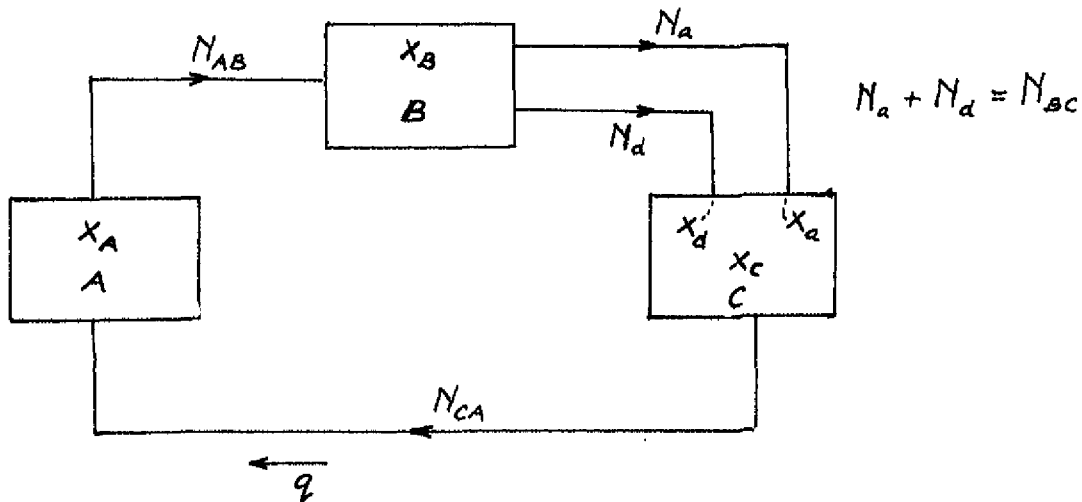 N_a
N_AB
X_B
B
N_a + N_d = N_BC
N_d
X_A
A
X_d X_a
X_C
C
N_CA
q